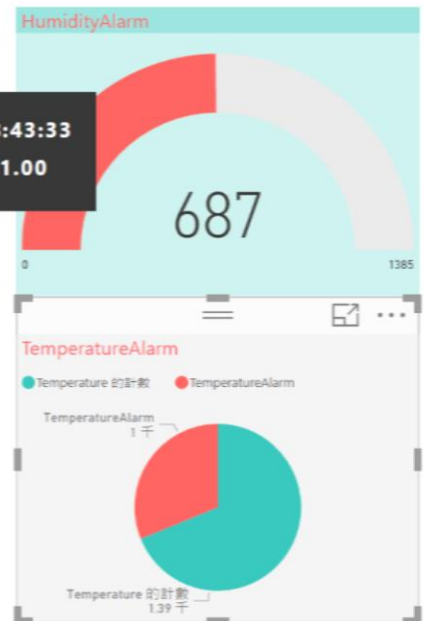 HumidityAlarm
:43:33
1.00
687
0
1385
TemperatureAlarm
Temperature 的計數 TemperatureAlarm
TemperatureAlarm
1 千
Temperature 的計數
1.39 千